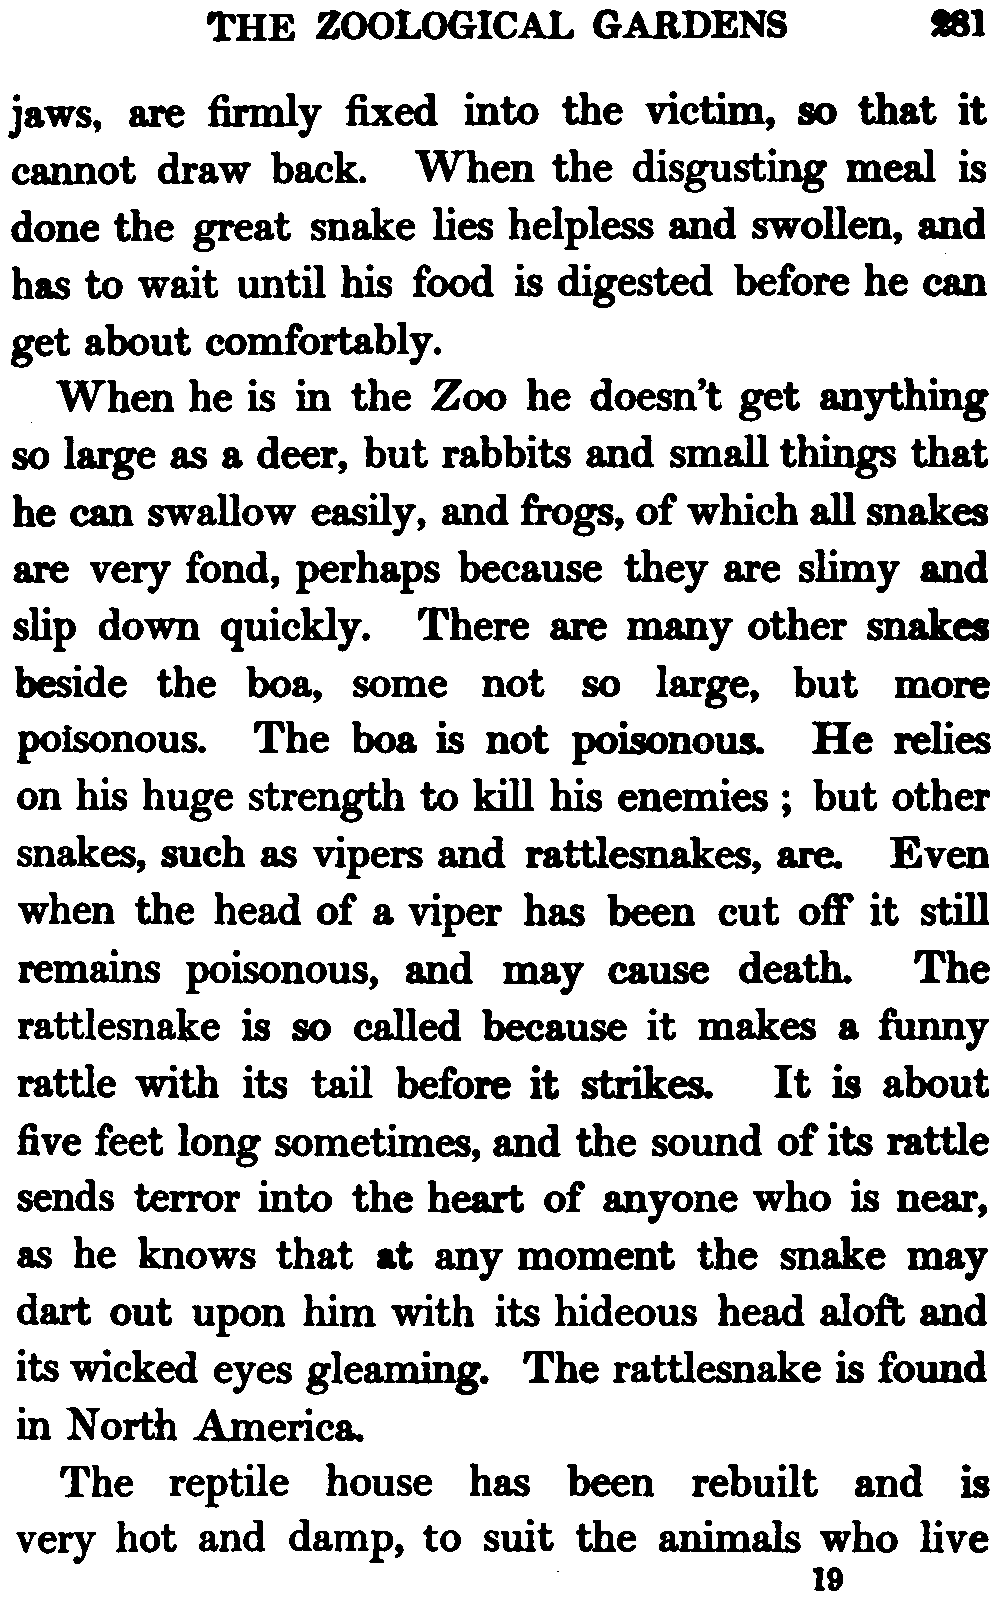 THE ZOOLOGICAL GARDENS 281
jaws, are firmly fixed into the victim, so that it
cannot draw back. When the disgusting meal is
done the great snake lies helpless and swollen, and
has to wait until his food is digested before he can
get about comfortably.
When he is in the Zoo he doesn't get anything
so large as a deer, but rabbits and small things that
he can swallow easily, and frogs, of which all snakes
are very fond, perhaps because they are slimy and
slip down quickly. There are many other snakes
beside the boa, some not so large, but more
poisonous. The boa is not poisonous. He relies
on his huge strength to kill his enemies ; but other
snakes, such as vipers and rattlesnakes, are. Even
when the head of a viper has been cut off it still
remains poisonous, and may cause death. The
rattlesnake is so called because it makes a funny
rattle with its tail before it strikes. It is about
five feet long sometimes, and the sound of its rattle
sends terror into the heart of anyone who is near,
as he knows that at any moment the snake may
dart out upon him with its hideous head aloft and
its wicked eyes gleaming. The rattlesnake is found
in North America.
The reptile house has been rebuilt and is
very hot and damp, to suit the animals who live
19